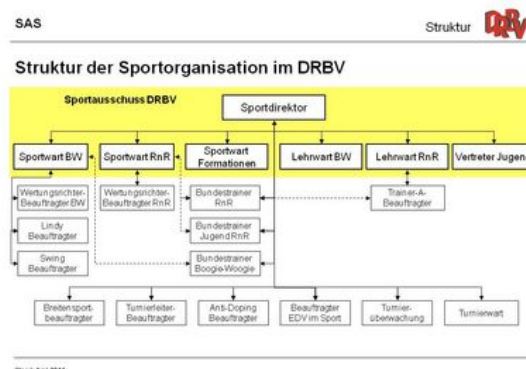 SAS
Struktur
DRBV
Struktur der Sportorganisation im DRBV
Sportausschuss DRBV
Sportdirektor
Sportwart BW
Sportwart RnR
Sportwart
Formationen
Lehrwart BW
Lehrwart RnR
Vertreter Jugend
Wertungsrichter-
Beauftragter BW
Wertungsrichter-
Beauftragter RnR
Bundestrainer
RnR
Trainer-A-
Beauftragter
Lindy
Beauftragter
Bundestrainer
Jugend RnR
Swing
Beauftragter
Bundestrainer
Boogie-Woogie
Breitensport-
beauftragter
Turnierleiter-
Beauftragter
Anti-Doping
Beauftragter
Beauftragter
EDV im Sport
Turnier-
überwachung
Turnierwart